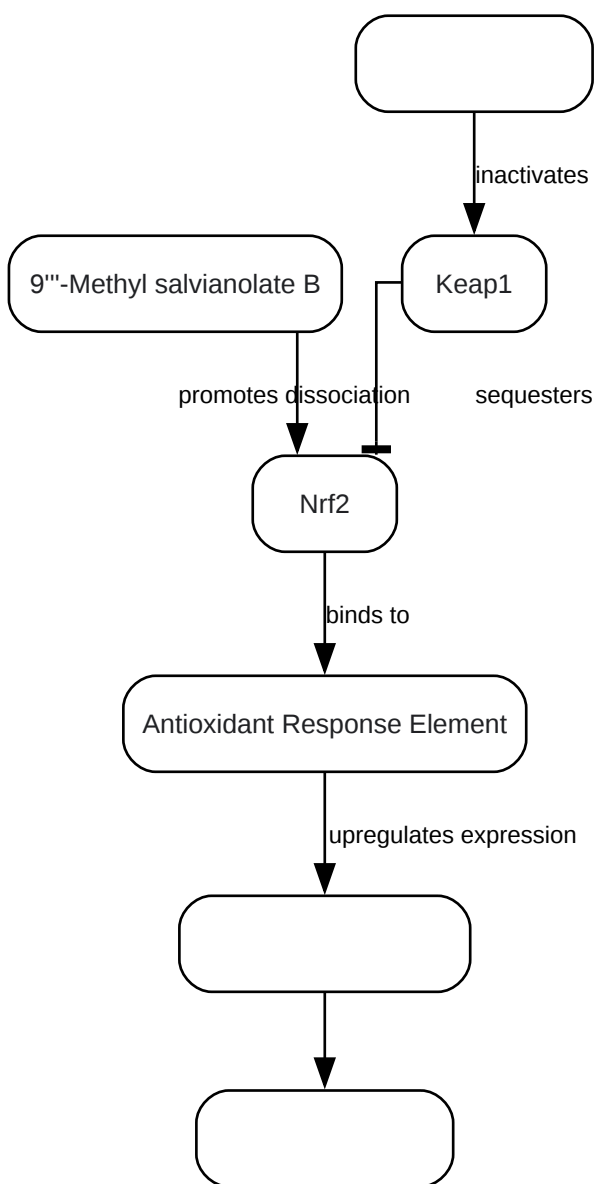 inactivates
9'''-Methyl salvianolate B
Keap1
promotes dissociation
sequesters
Nrf2
binds to
Antioxidant Response Element
upregulates expression